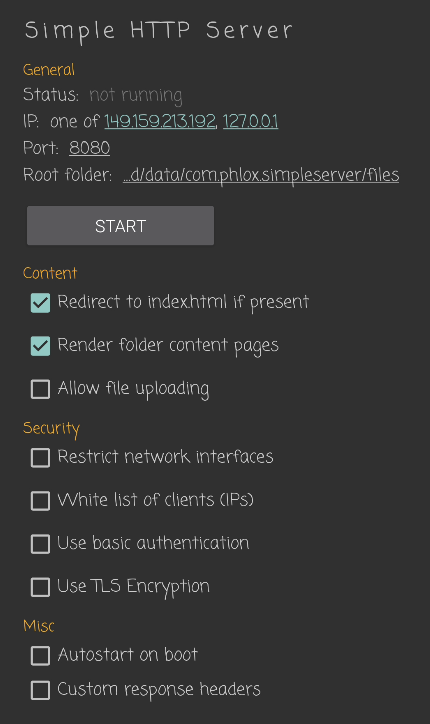 Simple HTTP Server
General
Status: not running
IP: one of 149.159.213.192, 127.0.0.1
Port: 8080
Root folder: ...d/data/com.phlox.simpleserver/files
START
Content
Redirect to index.html if present
Render folder content pages
Allow file uploading
Security
Restrict network interfaces
White list of clients (IPs)
Use basic authentication
Use TLS Encryption
Misc
Autostart on boot
Custom response headers